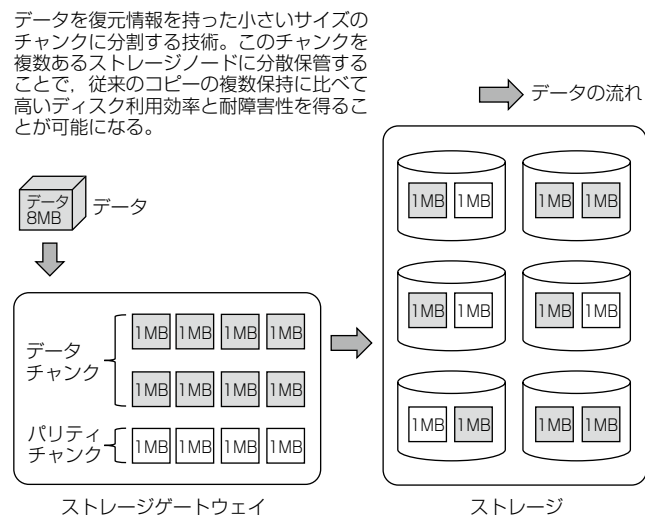 データを復元情報を持った小さいサイズの
チャンクに分割する技術。このチャンクを
複数あるストレージノードに分散保管する
ことで，従来のコピーの複数保持に比べて
高いディスク利用効率と耐障害性を得るこ
とが可能になる。
データの流れ
データ
8MB
データ
データ
チャンク
1MB 1MB 1MB 1MB
1MB 1MB 1MB 1MB
パリティ
チャンク
1MB 1MB 1MB 1MB
ストレージゲートウェイ
1MB 1MB 1MB 1MB
1MB 1MB 1MB 1MB
1MB 1MB 1MB 1MB
ストレージ